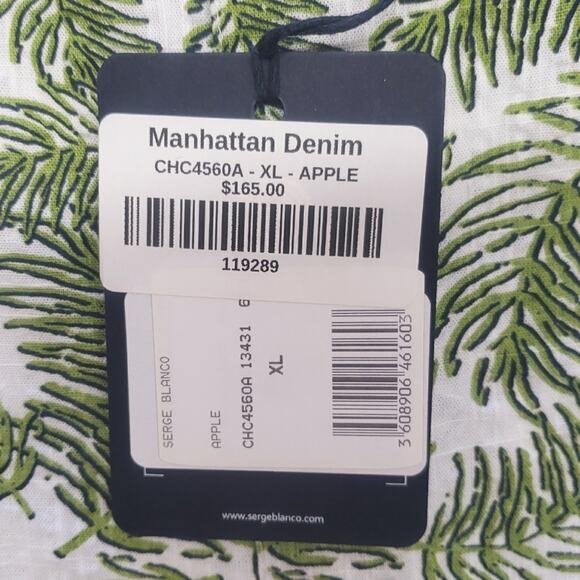 Manhattan Denim
CHC4560A - XL - APPLE
$165.00
119289
SERGE BLANCO
APPLE
CHC4560A 13431 6
XL
3 608906 461603
www.sergeblanco.com